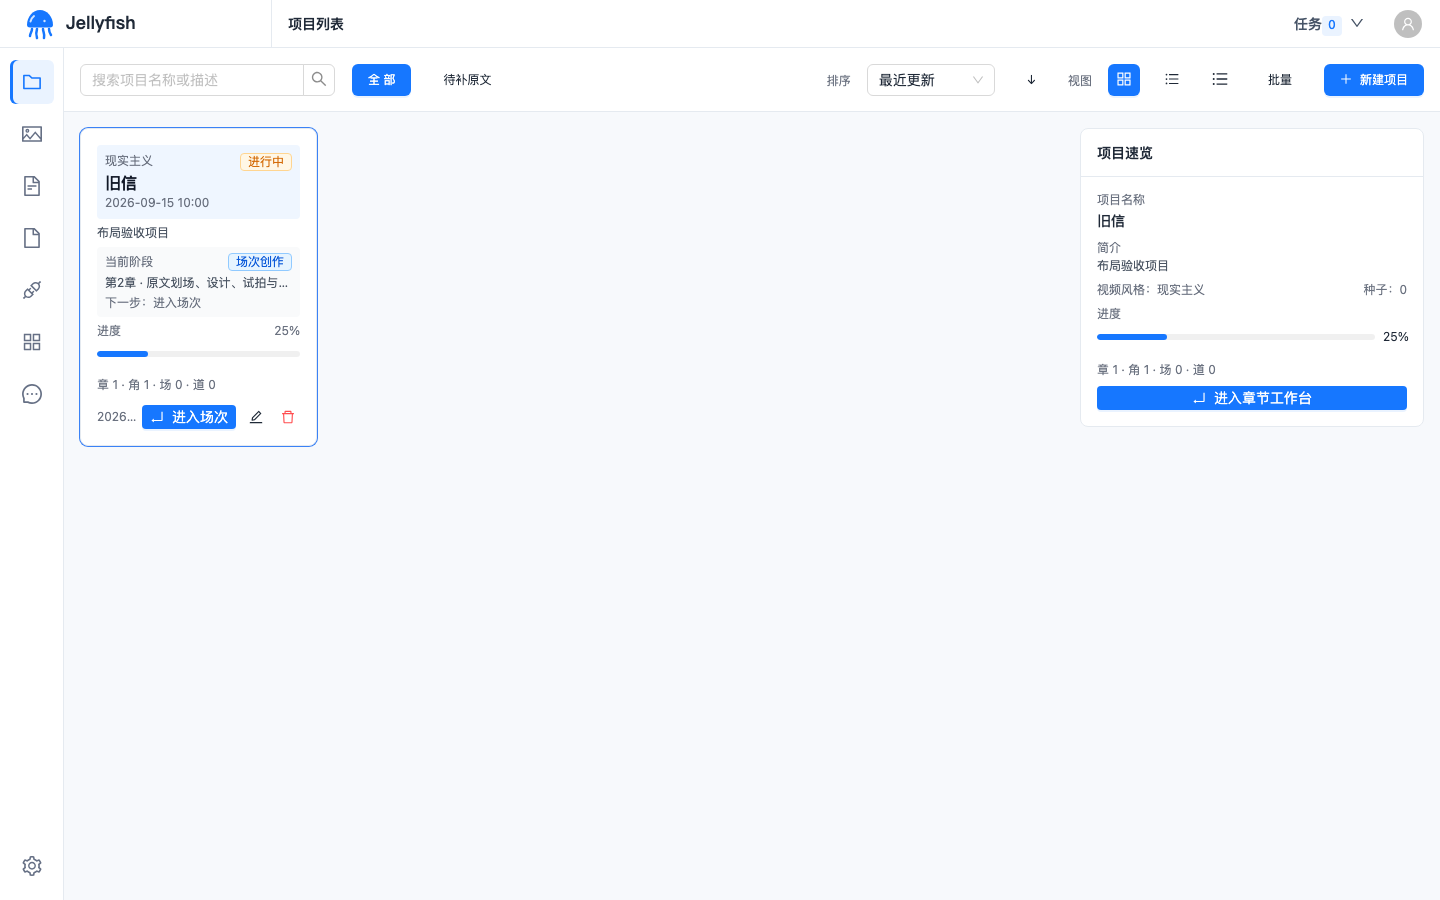 Jellyfish
项目列表
任务 0
搜索项目名称或描述
全部
待补原文
排序
最近更新
视图
批量
新建项目
现实主义
进行中
旧信
2026-09-15 10:00
布局验收项目
当前阶段
场次创作
第2章 · 原文划场、设计、试拍与...
下一步：进入场次
进度
25%
章 1 · 角 1 · 场 0 · 道 0
2026...
进入场次
项目速览
项目名称
旧信
简介
布局验收项目
视频风格：现实主义
种子：0
进度
25%
章 1 · 角 1 · 场 0 · 道 0
进入章节工作台